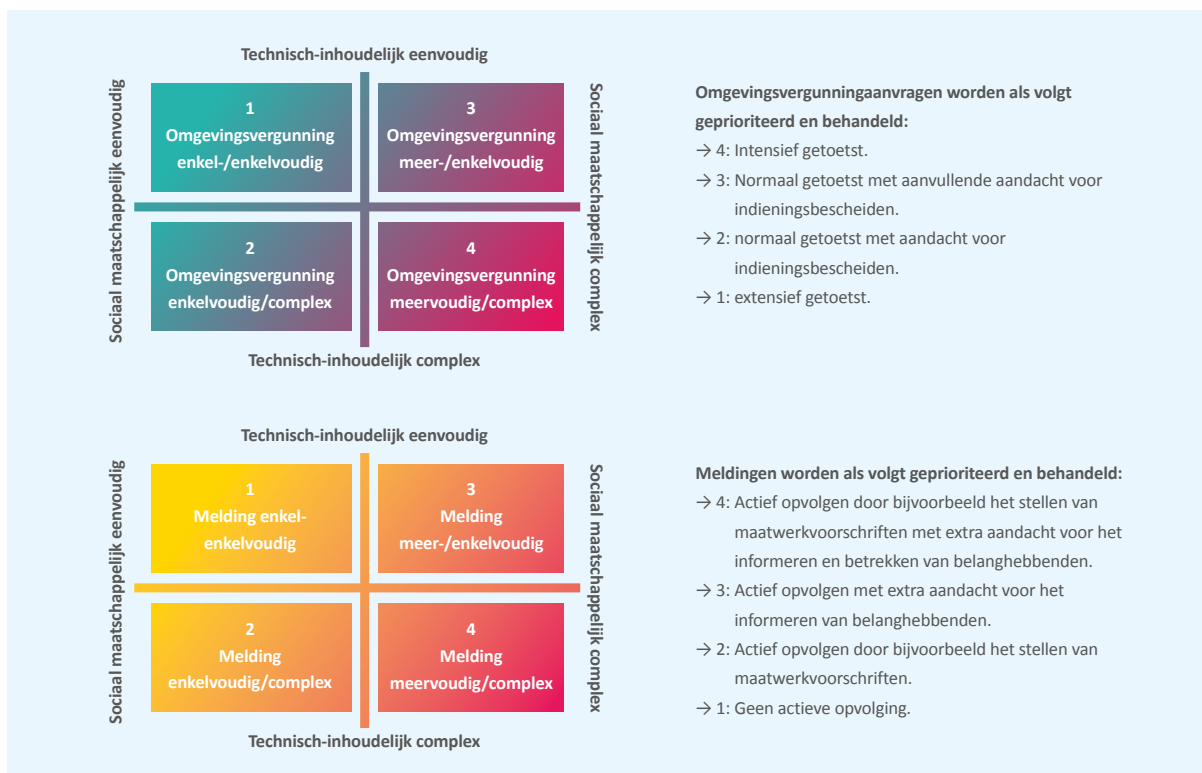 Technisch-inhoudelijk eenvoudig
Sociaal maatschappelijk eenvoudig
1
Omgevingsvergunning
enkel-/enkelvoudig
3
Omgevingsvergunning
meer-/enkelvoudig
2
Omgevingsvergunning
enkelvoudig/complex
4
Omgevingsvergunning
meervoudig/complex
Sociaal maatschappelijk complex
Technisch-inhoudelijk complex
Omgevingsvergunningaanvragen worden als volgt
geprioriteerd en behandeld:
→ 4: Intensief getoetst.
→ 3: Normaal getoetst met aanvullende aandacht voor
indieningsbescheiden.
→ 2: normaal getoetst met aandacht voor
indieningsbescheiden.
→ 1: extensief getoetst.
Technisch-inhoudelijk eenvoudig
Sociaal maatschappelijk eenvoudig
1
Melding enkel-
enkelvoudig
3
Melding
meer-/enkelvoudig
2
Melding
enkelvoudig/complex
4
Melding
meervoudig/complex
Sociaal maatschappelijk complex
Technisch-inhoudelijk complex
Meldingen worden als volgt geprioriteerd en behandeld:
→ 4: Actief opvolgen door bijvoorbeeld het stellen van
maatwerkvoorschriften met extra aandacht voor het
informeren en betrekken van belanghebbenden.
→ 3: Actief opvolgen met extra aandacht voor het
informeren van belanghebbenden.
→ 2: Actief opvolgen door bijvoorbeeld het stellen van
maatwerkvoorschriften.
→ 1: Geen actieve opvolging.